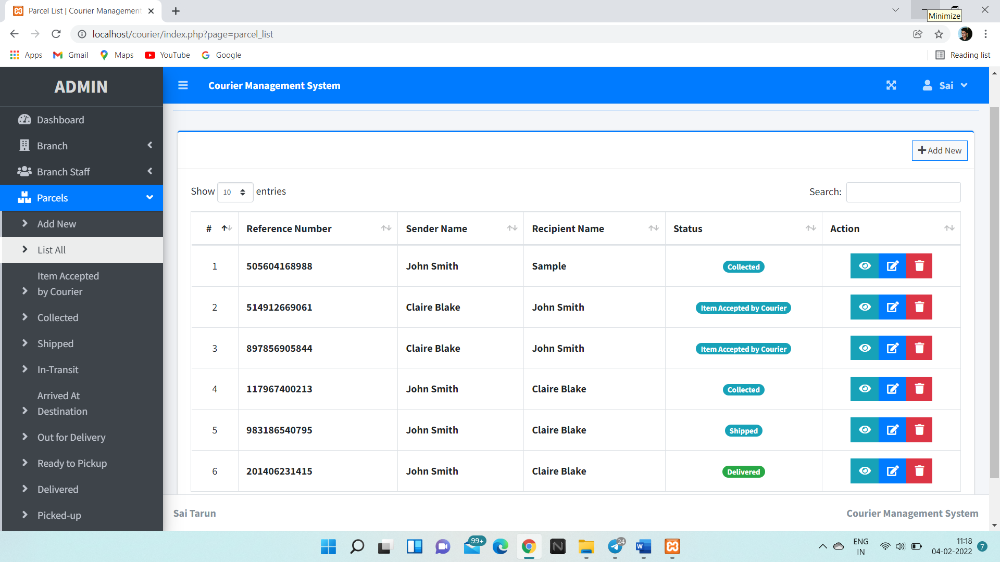 Parcel List | Courier Management
Minimize
localhost/courier/index.php?page=parcel_list
Apps
Gmail
Maps
YouTube
Google
Reading list
ADMIN
Dashboard
Branch
Branch Staff
Parcels
Add New
List All
Item Accepted
by Courier
Collected
Shipped
In-Transit
Arrived At
Destination
Out for Delivery
Ready to Pickup
Delivered
Picked-up
Courier Management System
Sai
Add New
Show 10 entries
Search:
# Reference Number Sender Name Recipient Name Status Action
1 505604168988 John Smith Sample Collected
2 514912669061 Claire Blake John Smith Item Accepted by Courier
3 897856905844 Claire Blake John Smith Item Accepted by Courier
4 117967400213 John Smith Claire Blake Collected
5 983186540795 John Smith Claire Blake Shipped
6 201406231415 John Smith Claire Blake Delivered
Sai Tarun
Courier Management System
99+
N
24
W
ENG
IN
11:18
04-02-2022
7